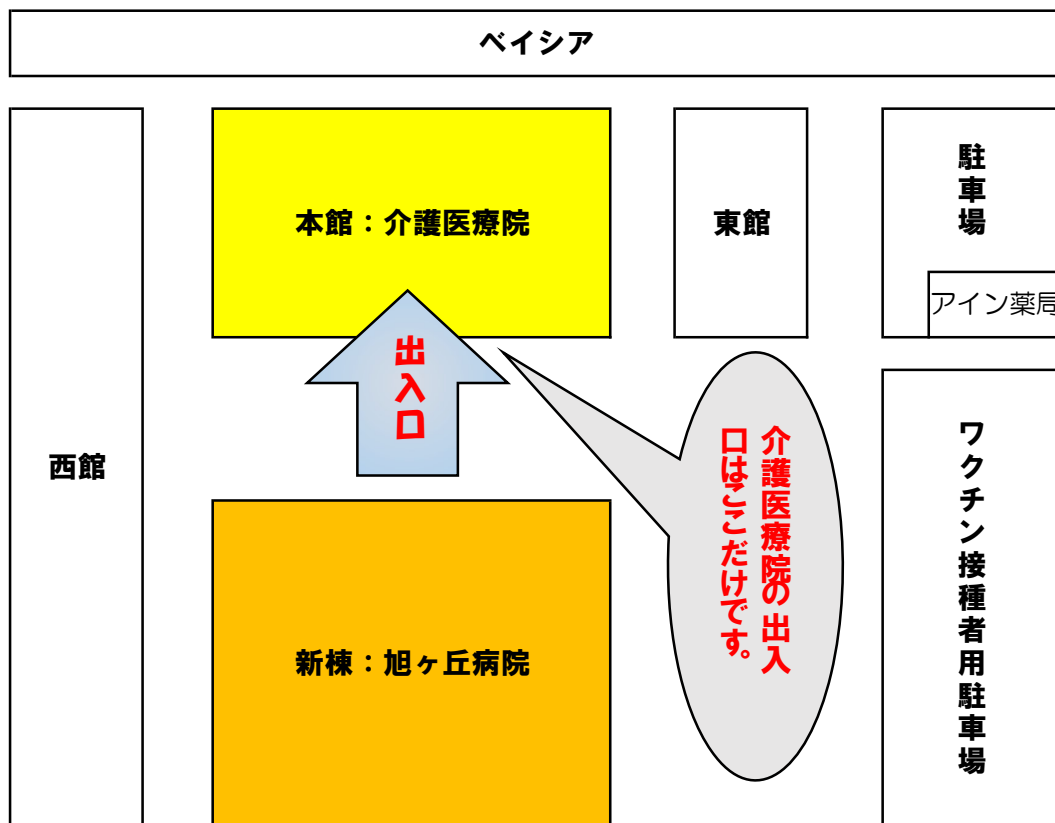 ベイシア
本館：介護医療院
東館
駐車場
アイン薬局
出入口
西館
介護医療院の出入
口はここだけです。
ワクチン接種者用駐車場
新棟：旭ヶ丘病院